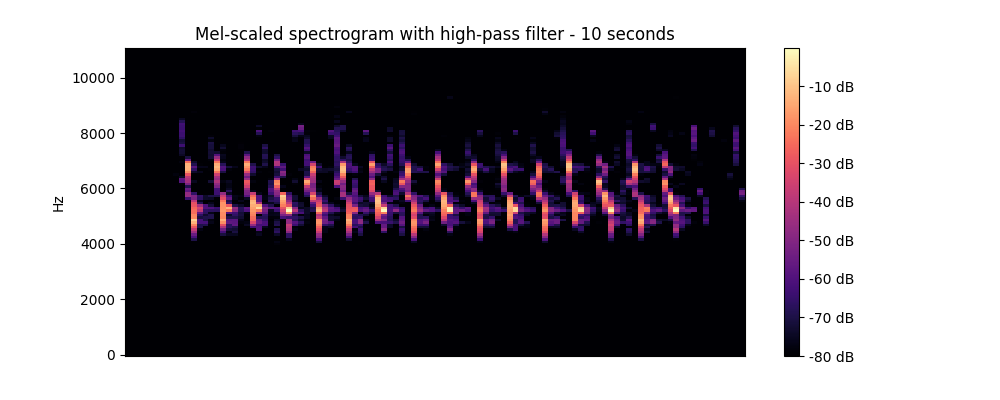 Mel-scaled spectrogram with high-pass filter - 10 seconds
10000
8000
6000
4000
2000
0
Hz
-10 dB
-20 dB
-30 dB
-40 dB
-50 dB
-60 dB
-70 dB
-80 dB